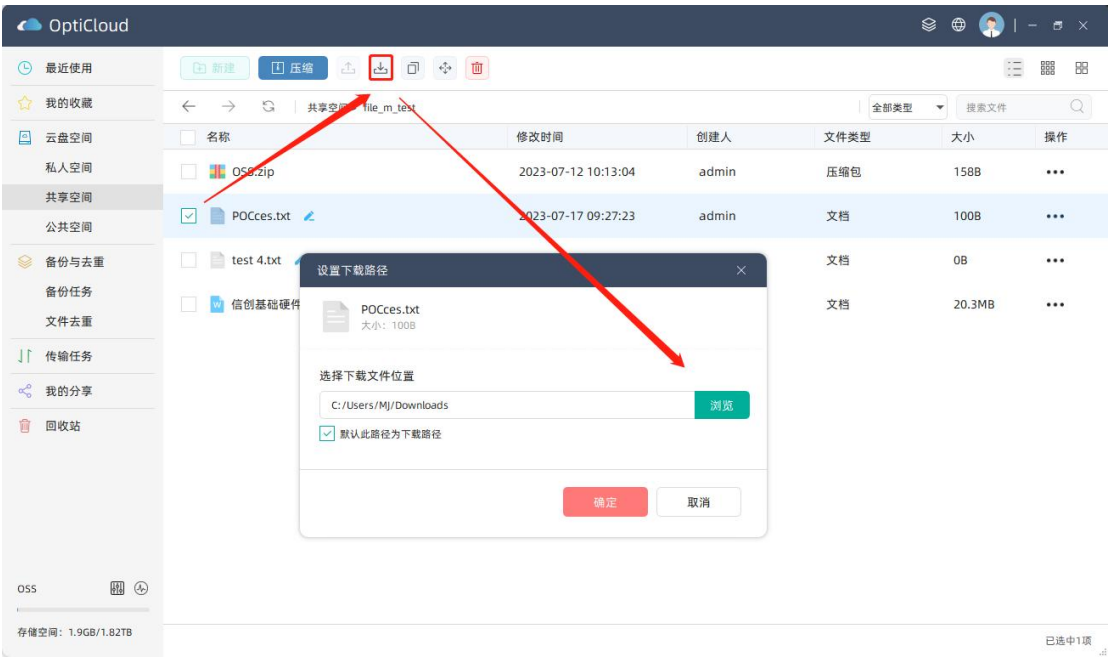 OptiCloud
最近使用
我的收藏
云盘空间
私人空间
共享空间
公共空间
备份与去重
备份任务
文件去重
传输任务
我的分享
回收站
OSS
存储空间：1.9GB/1.82TB
新建 压缩
共享空间 file_m_test 全部类型 搜索文件
名称 修改时间 创建人 文件类型 大小 操作
OSS.zip 2023-07-12 10:13:04 admin 压缩包 158B
POCces.txt 2023-07-17 09:27:23 admin 文档 100B
test 4.txt 文档 0B
信创基础硬件 文档 20.3MB
设置下载路径
POCces.txt
大小：100B
选择下载文件位置
C:/Users/MJ/Downloads 浏览
默认此路径为下载路径
确定 取消
已选中1项